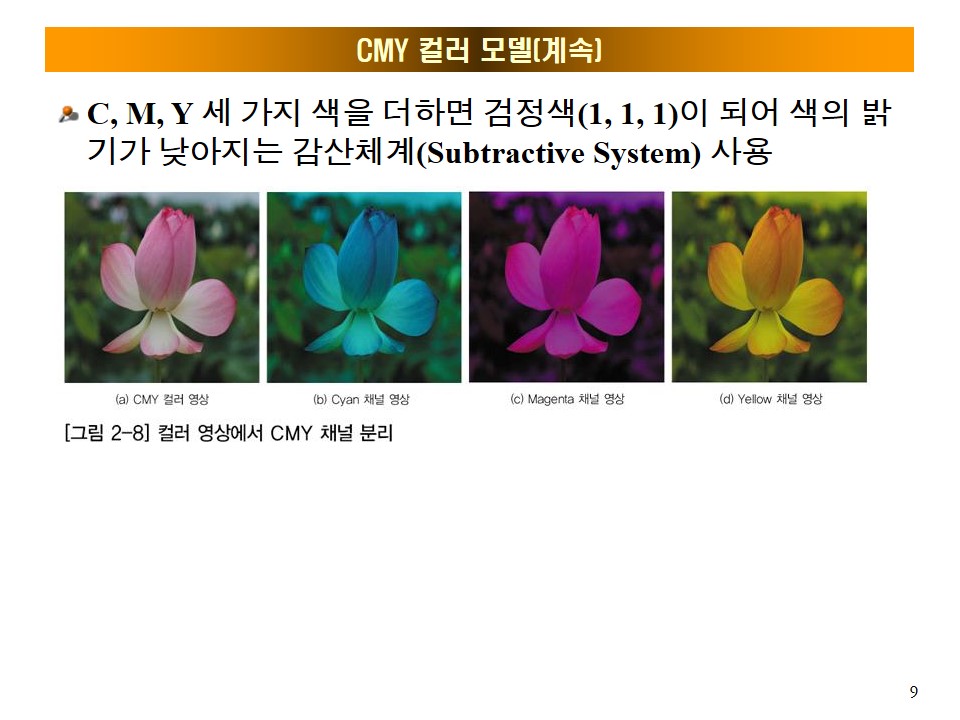 CMY 컬러 모델(계속)
C, M, Y 세 가지 색을 더하면 검정색(1, 1, 1)이 되어 색의 밝
기가 낮아지는 감산체계(Subtractive System) 사용
(a) CMY 컬러 영상
(b) Cyan 채널 영상
(c) Magenta 채널 영상
(d) Yellow 채널 영상
[그림 2-8] 컬러 영상에서 CMY 채널 분리
9